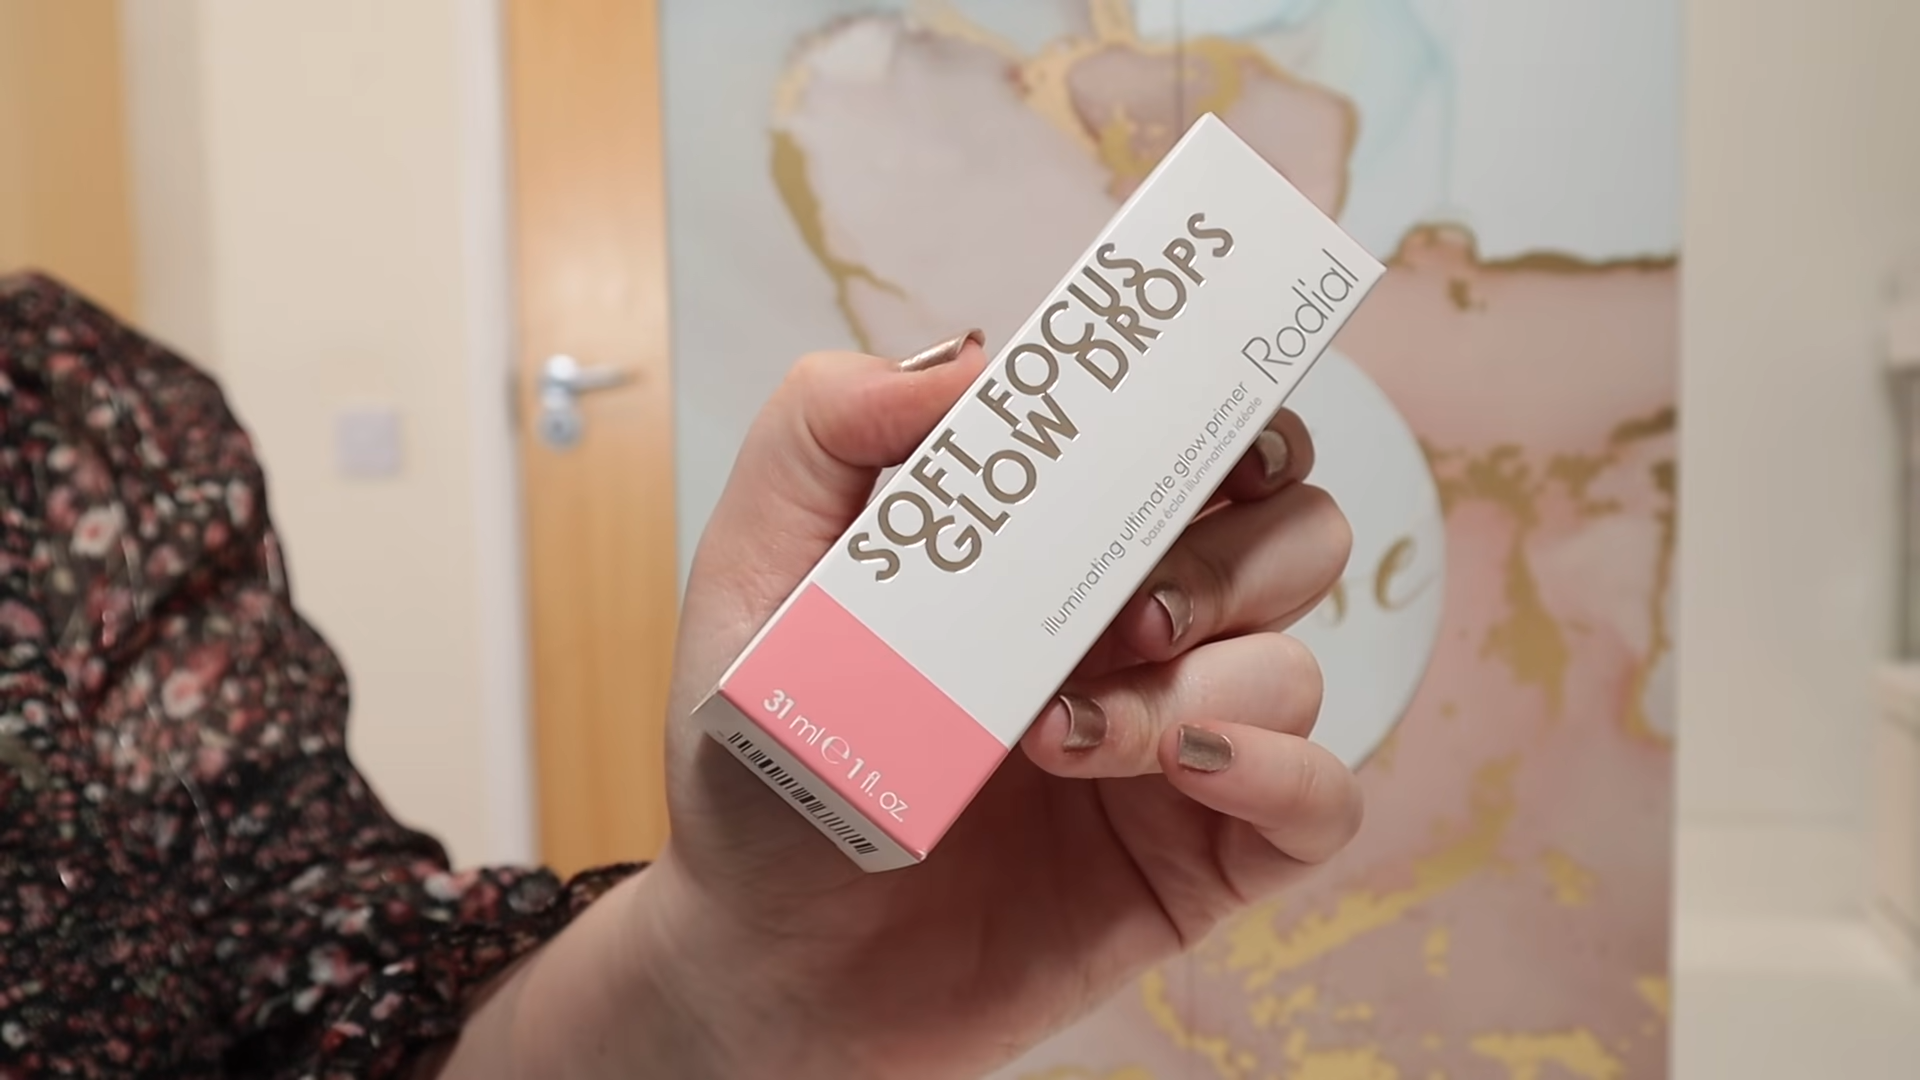 SOFT FOCUS
GLOW DROPS
illuminating ultimate glow primer
base éclat illuminatrice idéale
Rodial
31 ml e 1 fl. oz